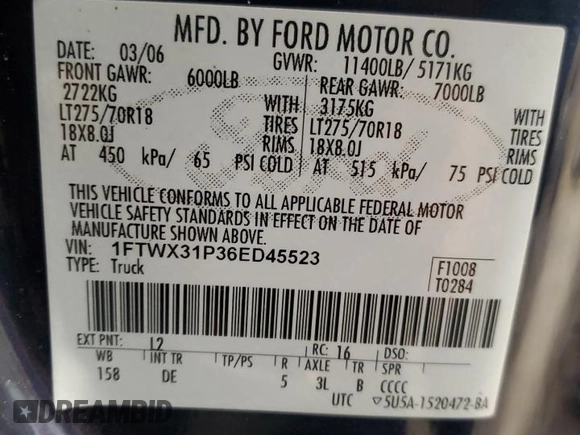 MFD. BY FORD MOTOR CO.
DATE: 03/06 GVWR: 11400LB/ 5171KG
FRONT GAWR: 6000LB REAR GAWR: 7000LB
2722KG WITH 3175KG WITH
LT275/70R18 TIRES LT275/70R18 TIRES
18X8.0J RIMS 18X8.0J RIMS
AT 450 kPa/ 65 PSI COLD AT 515 kPa/ 75 PSI COLD
THIS VEHICLE CONFORMS TO ALL APPLICABLE FEDERAL MOTOR
VEHICLE SAFETY STANDARDS IN EFFECT ON THE DATE OF
MANUFACTURE SHOWN ABOVE.
VIN: 1FTWX31P36ED45523
TYPE: Truck F1008
T0284
EXT PNT: L2 RC: 16 DSO:
WB INT TR TP/PS R AXLE TR SPR
158 DE 5 3L B CCCC
UTC 5U5A-1520472-BA
DREAMBID